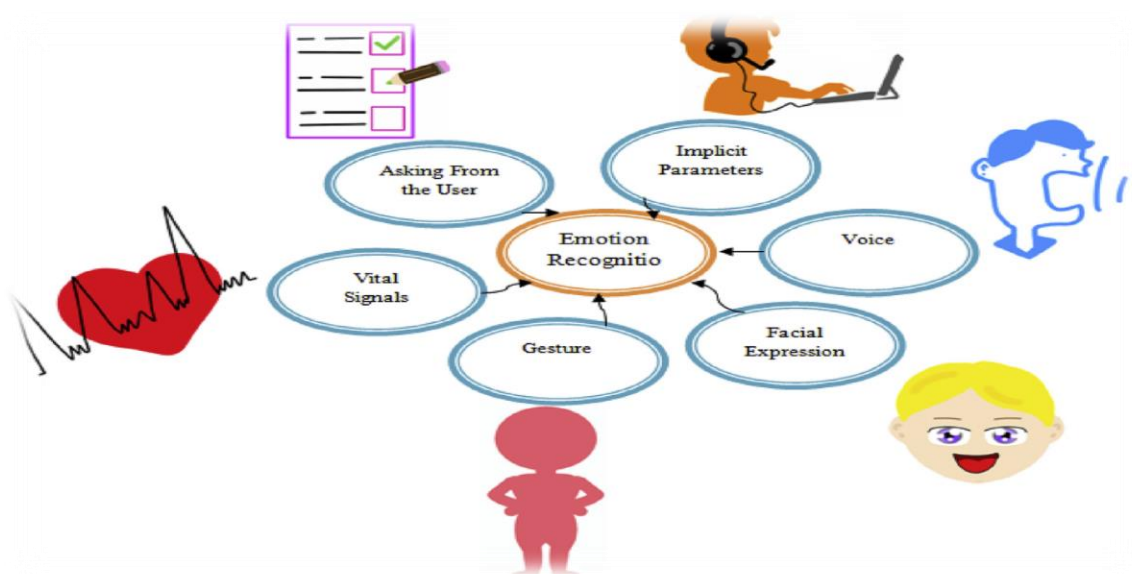 Asking From
the User
Implicit
Parameters
Emotion
Recognitio
Voice
Vital
Signals
Gesture
Facial
Expression